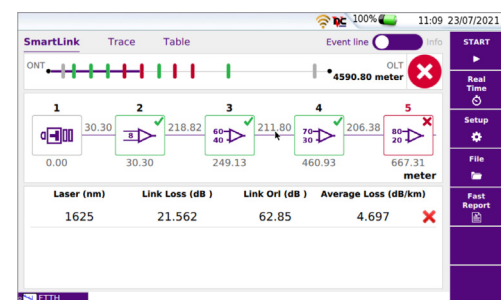 100% 11:09 23/07/2021
SmartLink Trace Table Event line Info START
ONT OLT
4590.80 meter
Real Time
1 2 3 4 5
30.30 218.82 211.80 206.38
8 60 40 70 30 80 20
Setup
0.00 30.30 249.13 460.93 667.31
meter
File
Laser (nm) Link Loss (dB ) Link Orl (dB ) Average Loss (dB/km)
1625 21.562 62.85 4.697
Fast Report
FTTH